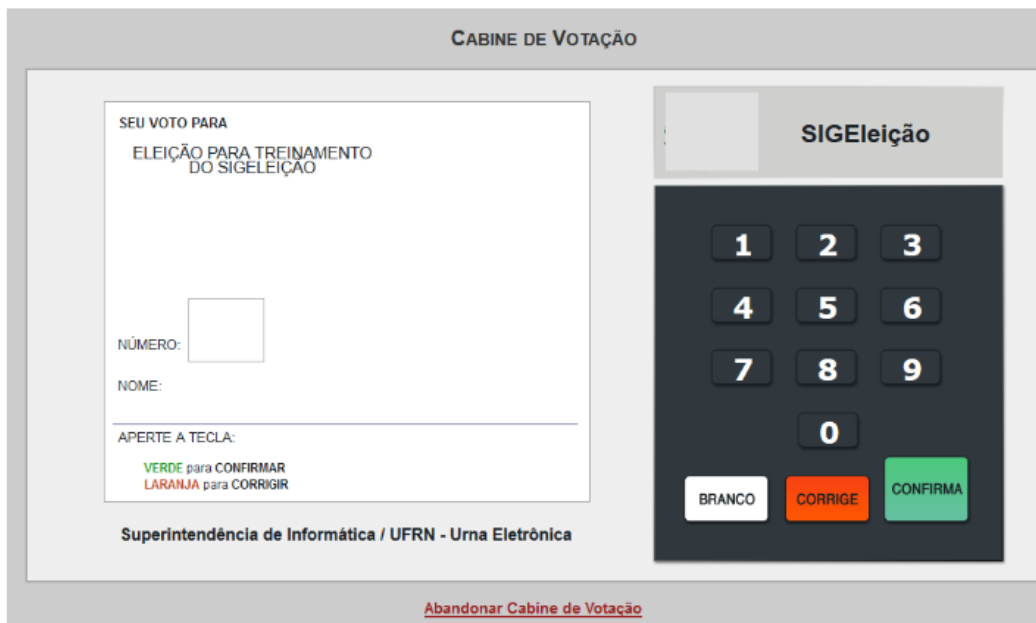 CABINE DE VOTAÇÃO
SEU VOTO PARA
ELEIÇÃO PARA TREINAMENTO
DO SIGELEIÇÃO
NÚMERO:
NOME:
APERTE A TECLA:
VERDE para CONFIRMAR
LARANJA para CORRIGIR
Superintendência de Informática / UFRN - Urna Eletrônica
SIGEleição
1 2 3
4 5 6
7 8 9
0
BRANCO CORRIGE CONFIRMA
Abandonar Cabine de Votação